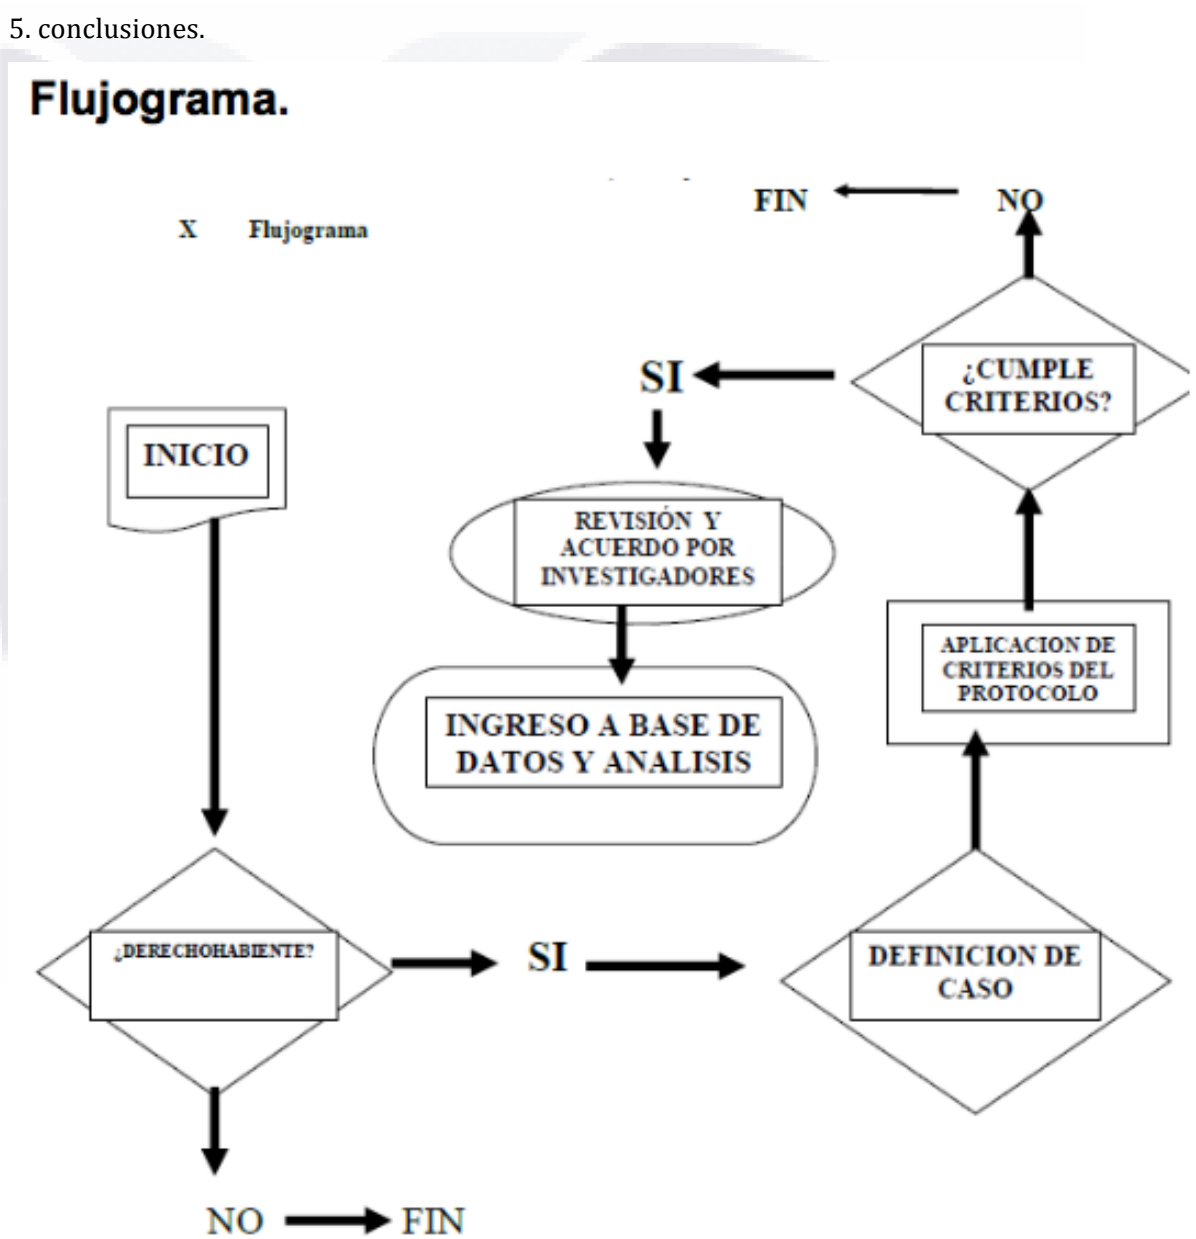 5. conclusiones.
Flujograma.
X Flujograma
FIN
NO
¿CUMPLE
CRITERIOS?
SI
INICIO
REVISIÓN Y
ACUERDO POR
INVESTIGADORES
APLICACION DE
CRITERIOS DEL
PROTOCOLO
INGRESO A BASE DE
DATOS Y ANALISIS
¿DERECHOHABIENTE?
SI
DEFINICION DE
CASO
NO
FIN